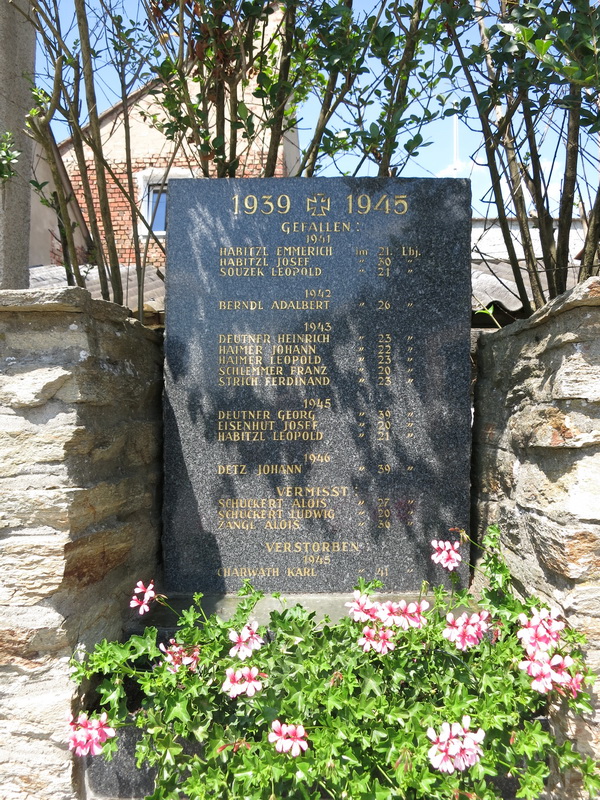 1939 1945
GEFALLEN:
1941
HABITZL EMMERICH im 21. Lbj.
HABITZL JOSEF " 30 "
SOUZEK LEOPOLD " 21 "
1942
BERNDL ADALBERT " 26 "
1943
DEUTNER HEINRICH " 23 "
HAIMER JOHANN " 22 "
HAIMER LEOPOLD " 23 "
SCHLEMMER FRANZ " 20 "
STRICH FERDINAND " 23 "
1945
DEUTNER GEORG " 39 "
EISENHUT JOSEF " 20 "
HABITZL LEOPOLD " 21 "
1946
DETZ JOHANN " 39 "
VERMISST
SCHUCKERT ALOIS " 27 "
SCHUCKERT LUDWIG " 20 "
ZANGL ALOIS " 30 "
VERSTORBEN
1945
CHARWATH KARL " 41 "